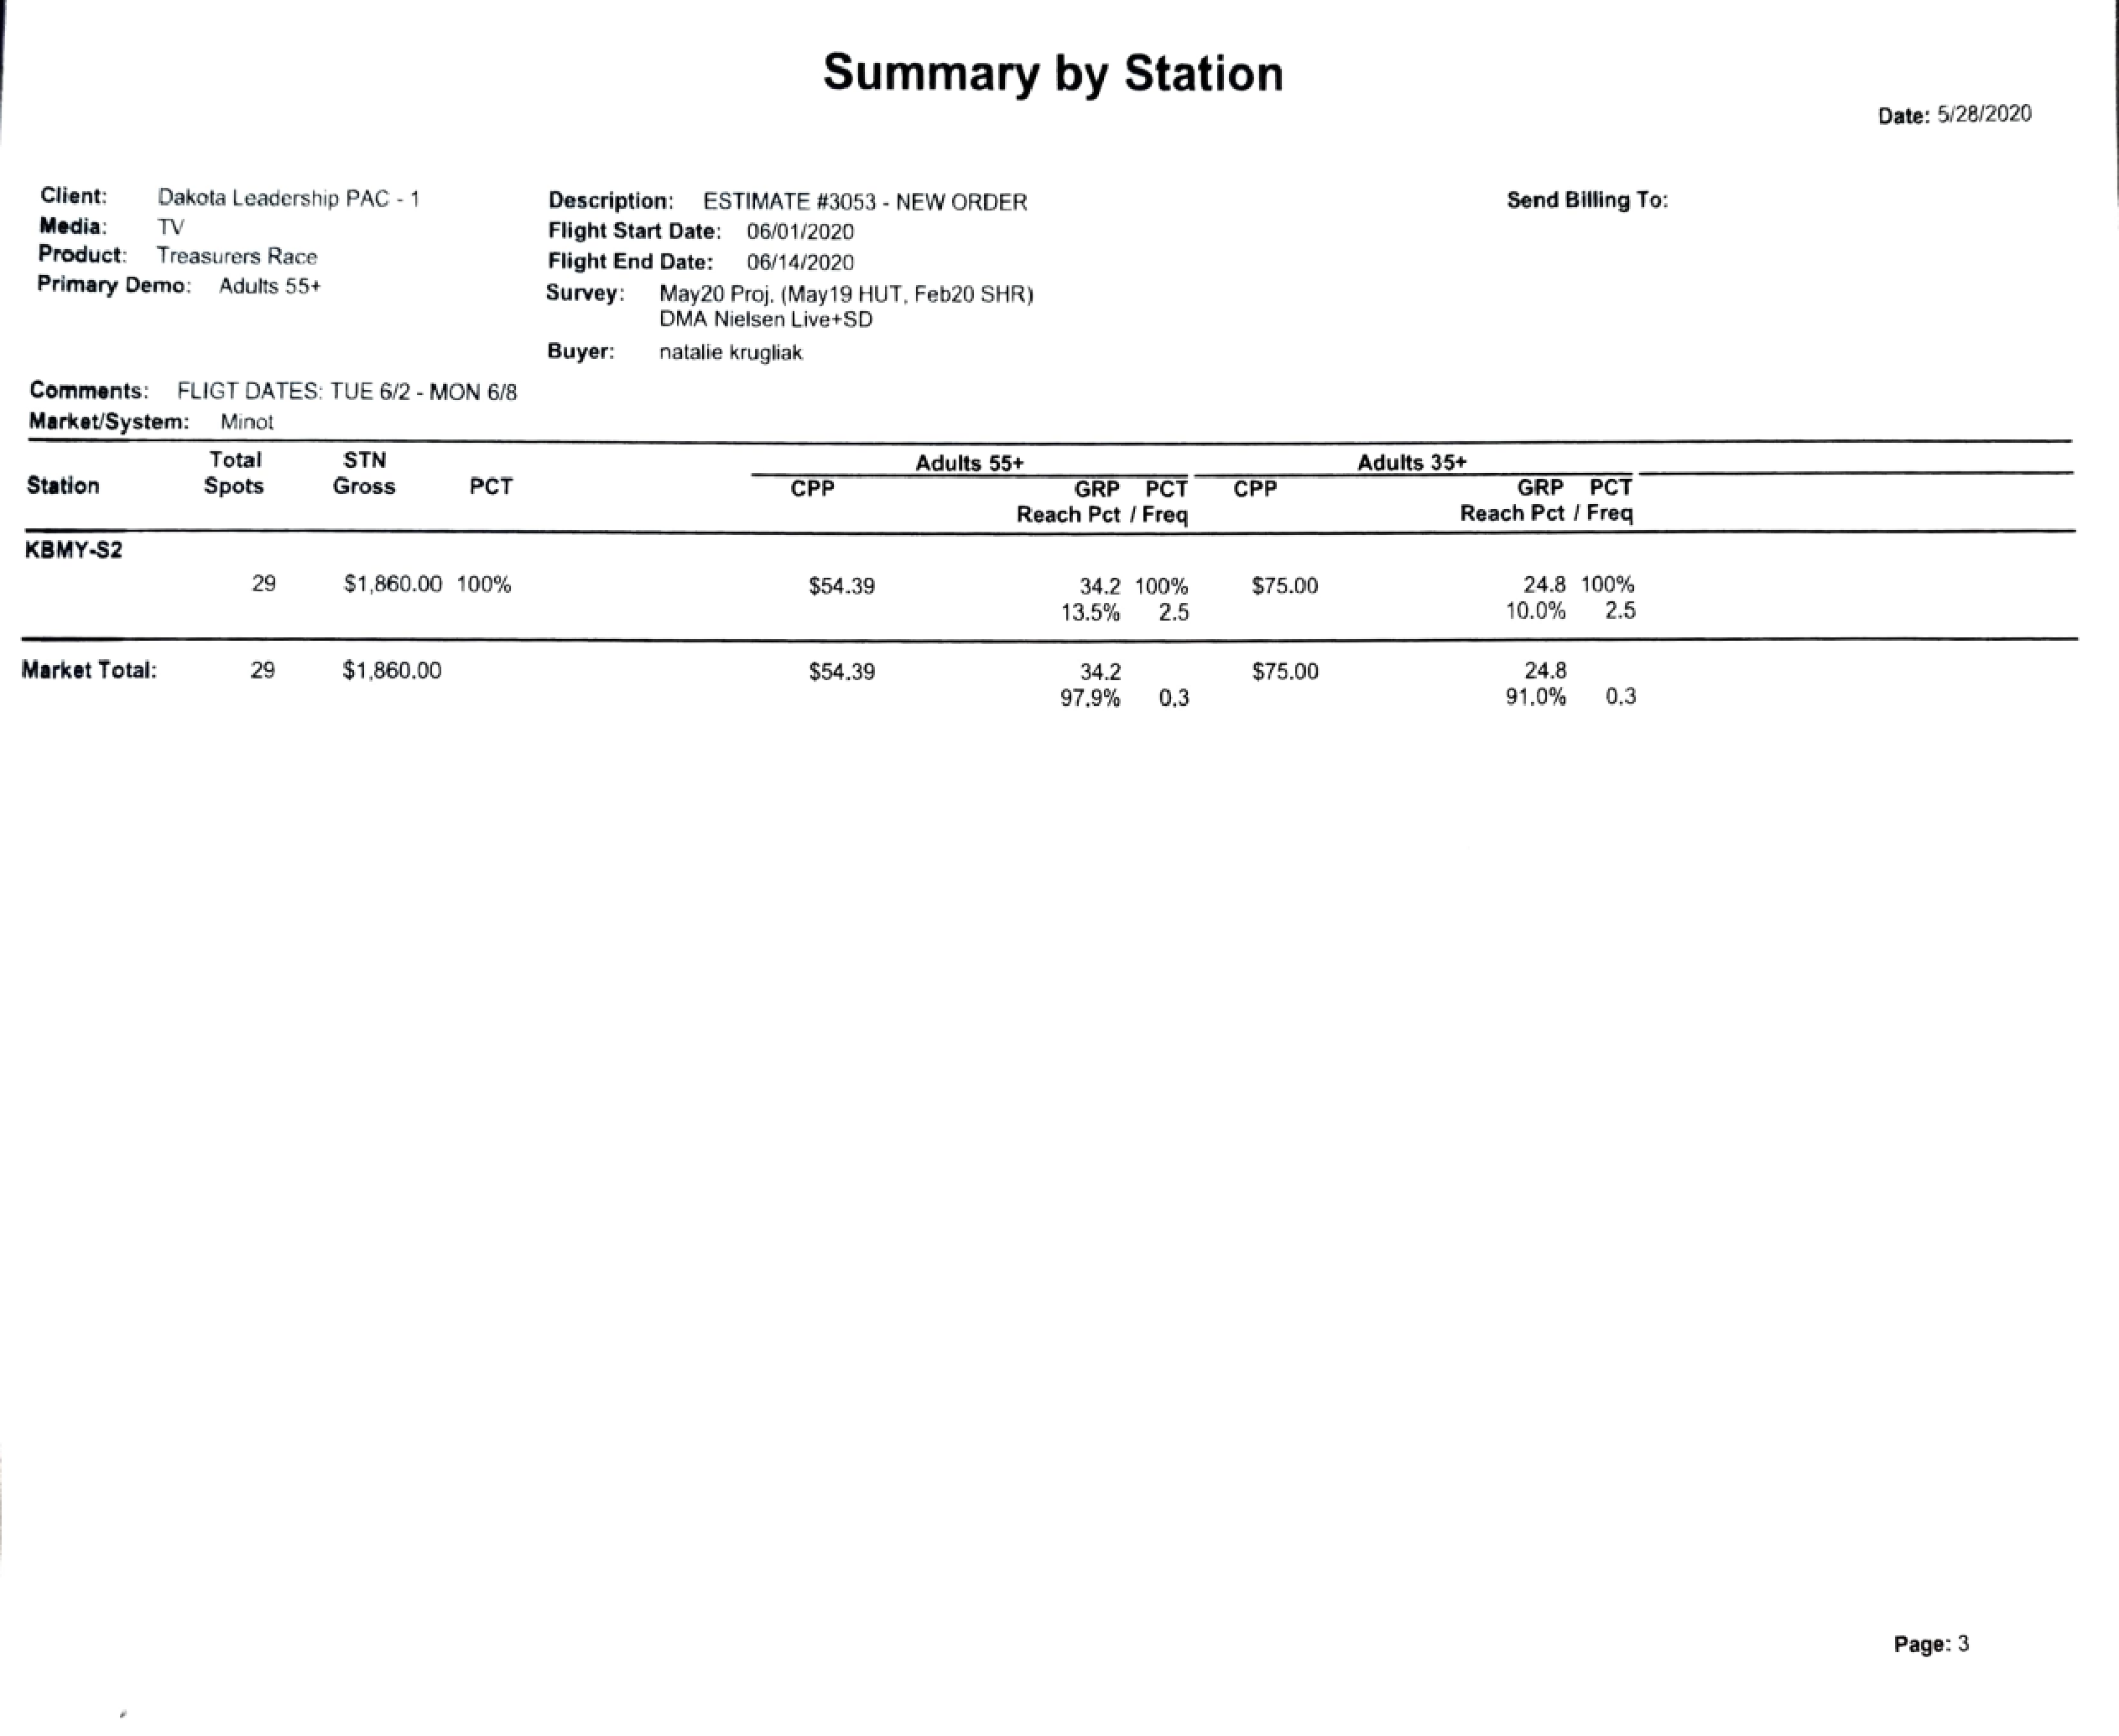 Summary by Station
Date: 5/28/2020
Client: Dakota Leadership PAC - 1
Media: TV
Product: Treasurers Race
Primary Demo: Adults 55+
Description: ESTIMATE #3053 - NEW ORDER
Flight Start Date: 06/01/2020
Flight End Date: 06/14/2020
Survey: May20 Proj. (May19 HUT, Feb20 SHR)
DMA Nielsen Live+SD
Buyer: natalie krugliak
Send Billing To:
Comments: FLIGT DATES: TUE 6/2 - MON 6/8
Market/System: Minot
Total STN Adults 55+ Adults 35+
Station Spots Gross PCT CPP GRP PCT CPP GRP PCT
Reach Pct / Freq Reach Pct / Freq
KBMY-S2
29 $1,860.00 100% $54.39 34.2 100% $75.00 24.8 100%
13.5% 2.5 10.0% 2.5
Market Total: 29 $1,860.00 $54.39 34.2 $75.00 24.8
97.9% 0.3 91.0% 0.3
Page: 3